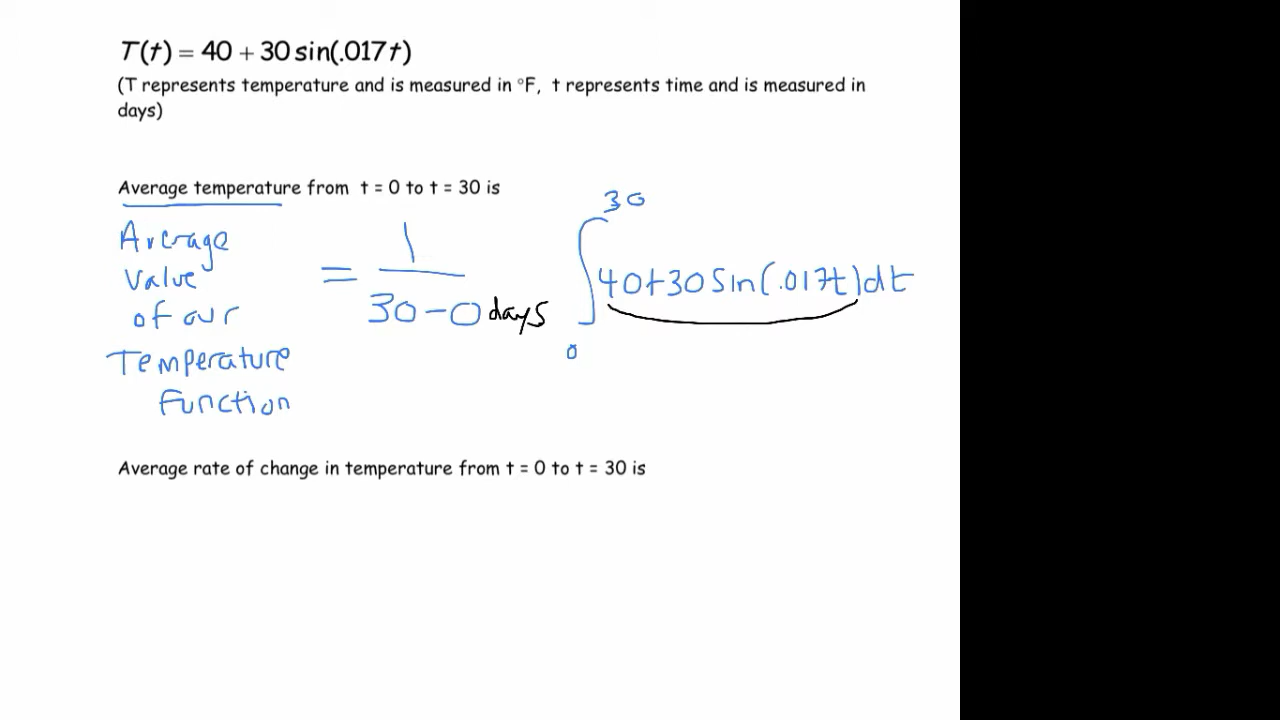 T(t) = 40 + 30 sin(.017t)
(T represents temperature and is measured in °F, t represents time and is measured in
days)
Average temperature from t = 0 to t = 30 is
Average
value
of our
Temperature
Function
= 1
30-0 days
30
∫ 40+30 sin(.017t)dt
0
Average rate of change in temperature from t = 0 to t = 30 is